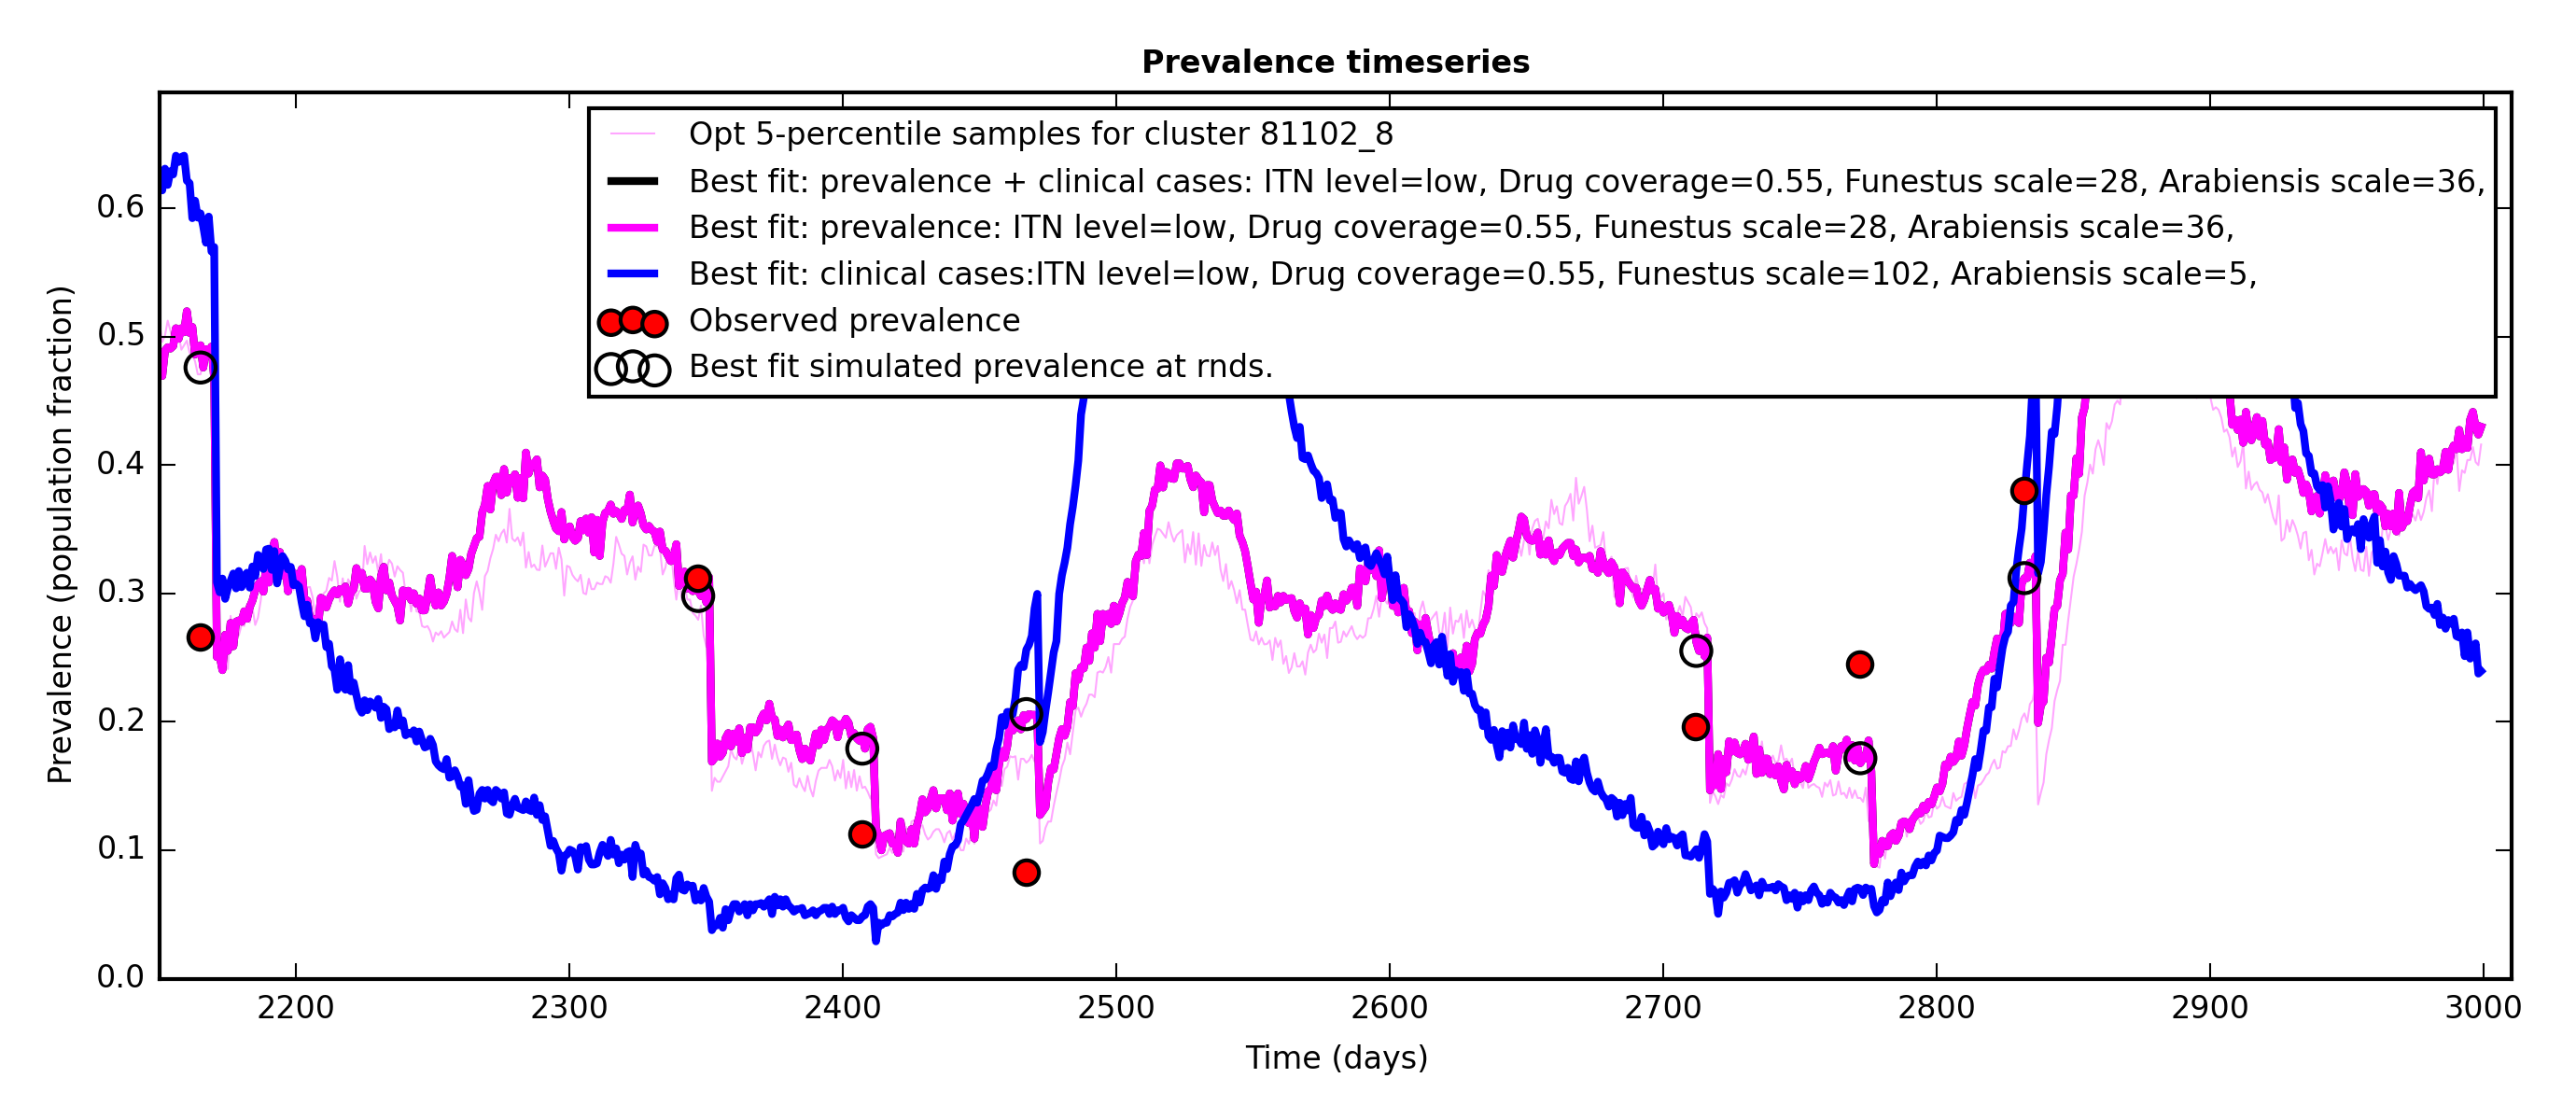 Prevalence timeseries
Opt 5-percentile samples for cluster 81102_8
Best fit: prevalence + clinical cases: ITN level=low, Drug coverage=0.55, Funestus scale=28, Arabiensis scale=36,
Best fit: prevalence: ITN level=low, Drug coverage=0.55, Funestus scale=28, Arabiensis scale=36,
Best fit: clinical cases:ITN level=low, Drug coverage=0.55, Funestus scale=102, Arabiensis scale=5,
Observed prevalence
Best fit simulated prevalence at rnds.
Prevalence (population fraction)
0.6
0.5
0.4
0.3
0.2
0.1
0.0
2200 2300 2400 2500 2600 2700 2800 2900 3000
Time (days)